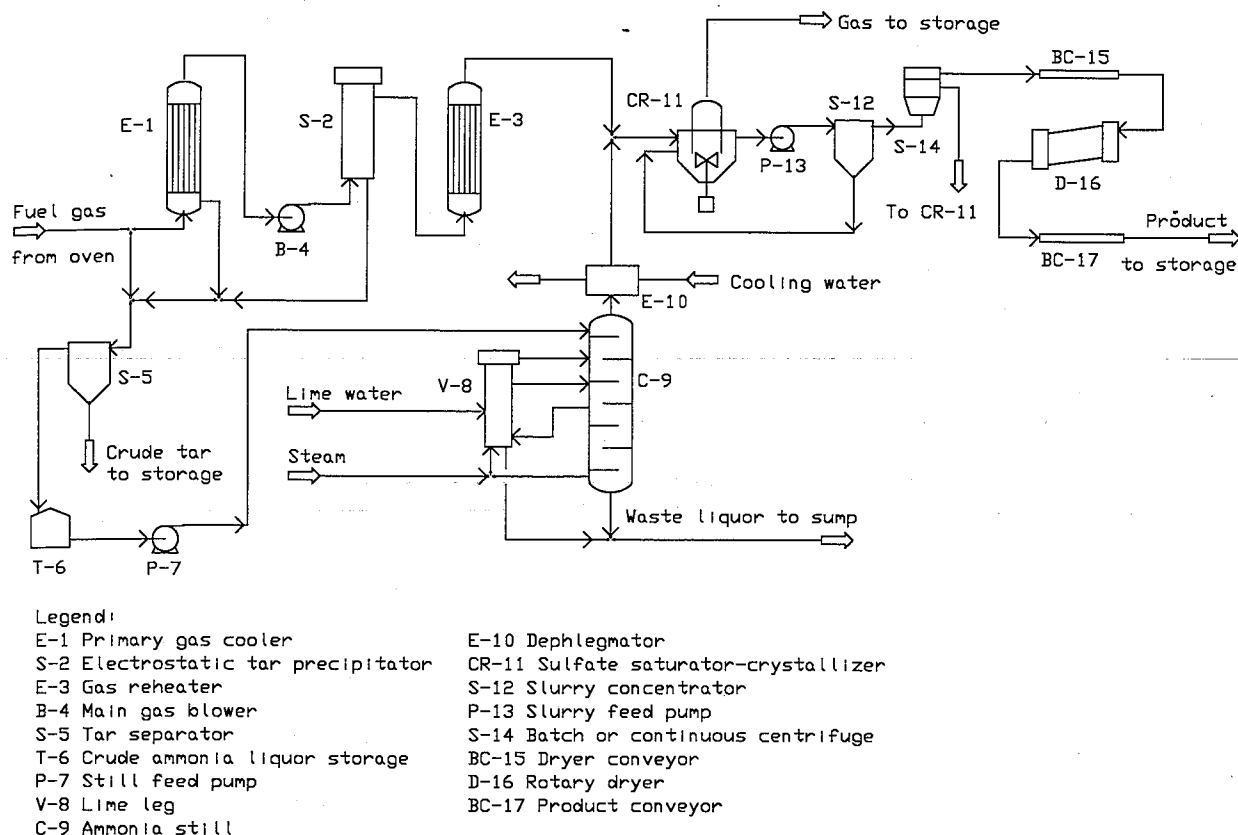 Gas to storage
BC-15
CR-11
S-12
E-1
S-2
E-3
P-13
S-14
D-16
Fuel gas
from oven
B-4
To CR-11
Product
to storage
BC-17
Cooling water
E-10
S-5
V-8
C-9
Lime water
Crude tar
to storage
Steam
Waste liquor to sump
T-6
P-7
Legend:
E-1 Primary gas cooler
S-2 Electrostatic tar precipitator
E-3 Gas reheater
B-4 Main gas blower
S-5 Tar separator
T-6 Crude ammonia liquor storage
P-7 Still feed pump
V-8 Lime leg
C-9 Ammonia still
E-10 Dephlegmator
CR-11 Sulfate saturator-crystallizer
S-12 Slurry concentrator
P-13 Slurry feed pump
S-14 Batch or continuous centrifuge
BC-15 Dryer conveyor
D-16 Rotary dryer
BC-17 Product conveyor